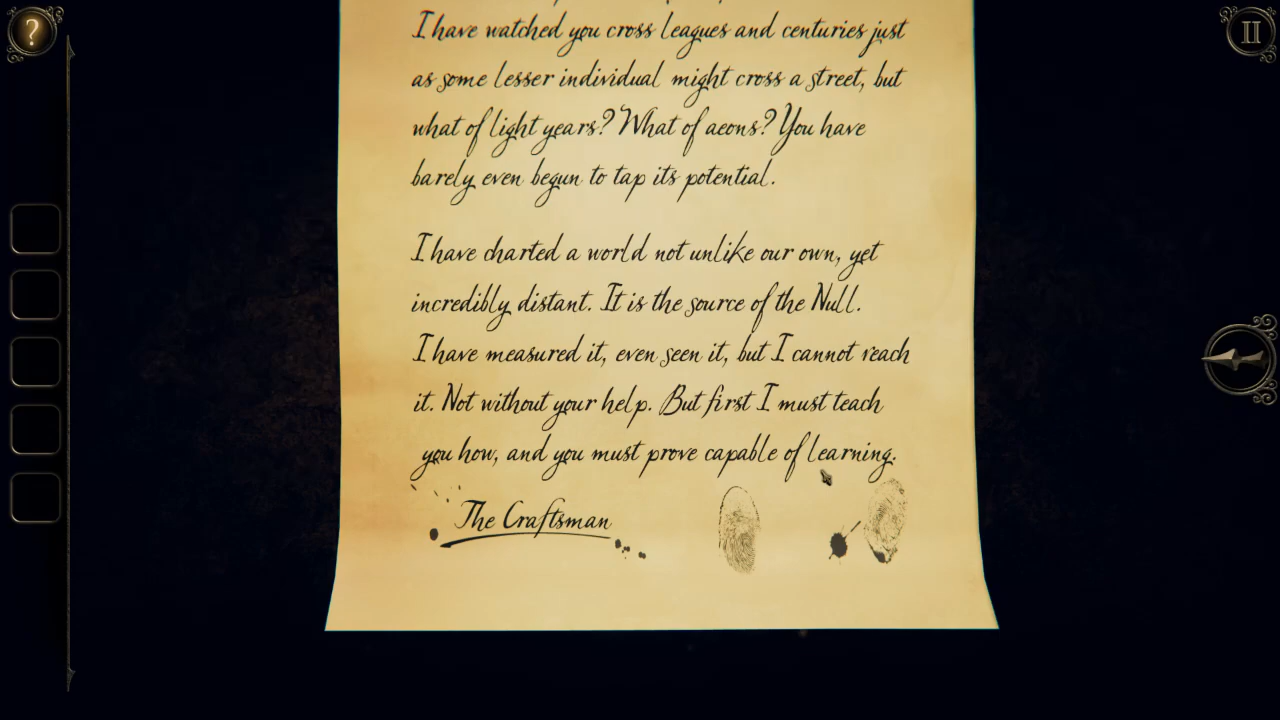 I have watched you cross leagues and centuries just
as some lesser individual might cross a street, but
what of light years? What of aeons? You have
barely even begun to tap its potential.
I have charted a world not unlike our own, yet
incredibly distant. It is the source of the Null.
I have measured it, even seen it, but I cannot reach
it. Not without your help. But first I must teach
you how, and you must prove capable of learning.
The Craftsman
?